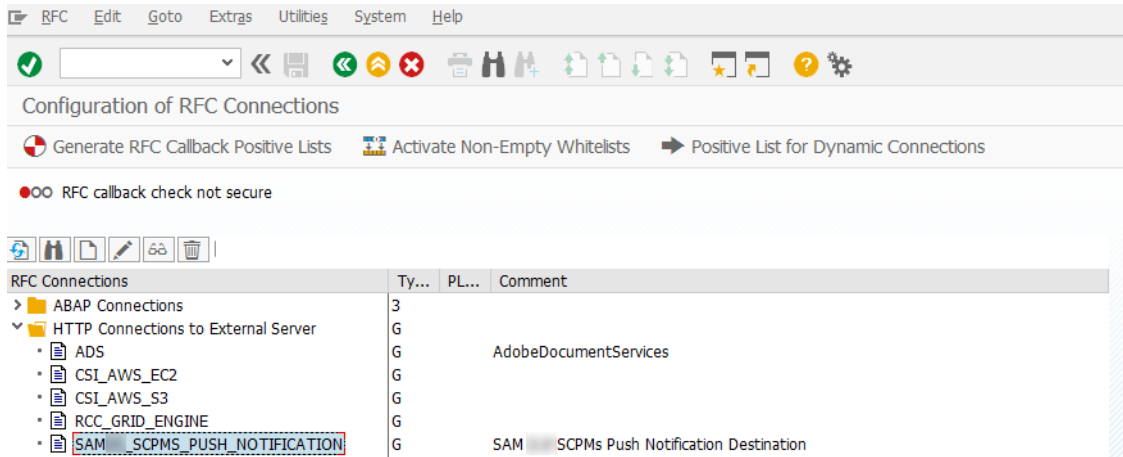 RFC Edit Goto Extras Utilities System Help
Configuration of RFC Connections
Generate RFC Callback Positive Lists Activate Non-Empty Whitelists Positive List for Dynamic Connections
RFC callback check not secure
RFC Connections Ty... PL... Comment
ABAP Connections 3
HTTP Connections to External Server G
ADS G AdobeDocumentServices
CSI_AWS_EC2 G
CSI_AWS_S3 G
RCC_GRID_ENGINE G
SAM _SCPMS_PUSH_NOTIFICATION G SAM SCPMs Push Notification Destination